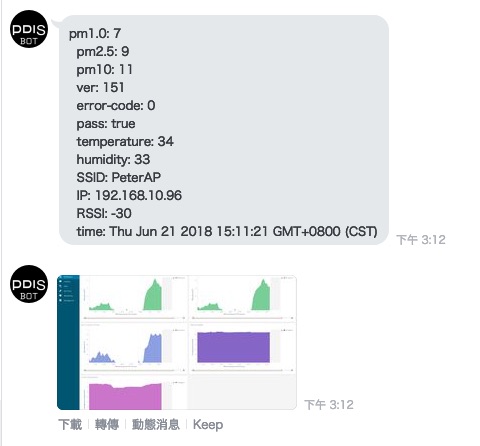 PDIS
BOT
pm1.0: 7
pm2.5: 9
pm10: 11
ver: 151
error-code: 0
pass: true
temperature: 34
humidity: 33
SSID: PeterAP
IP: 192.168.10.96
RSSI: -30
time: Thu Jun 21 2018 15:11:21 GMT+0800 (CST)
下午 3:12
PDIS
BOT
下午 3:12
下載 | 轉傳 | 動態消息 | Keep